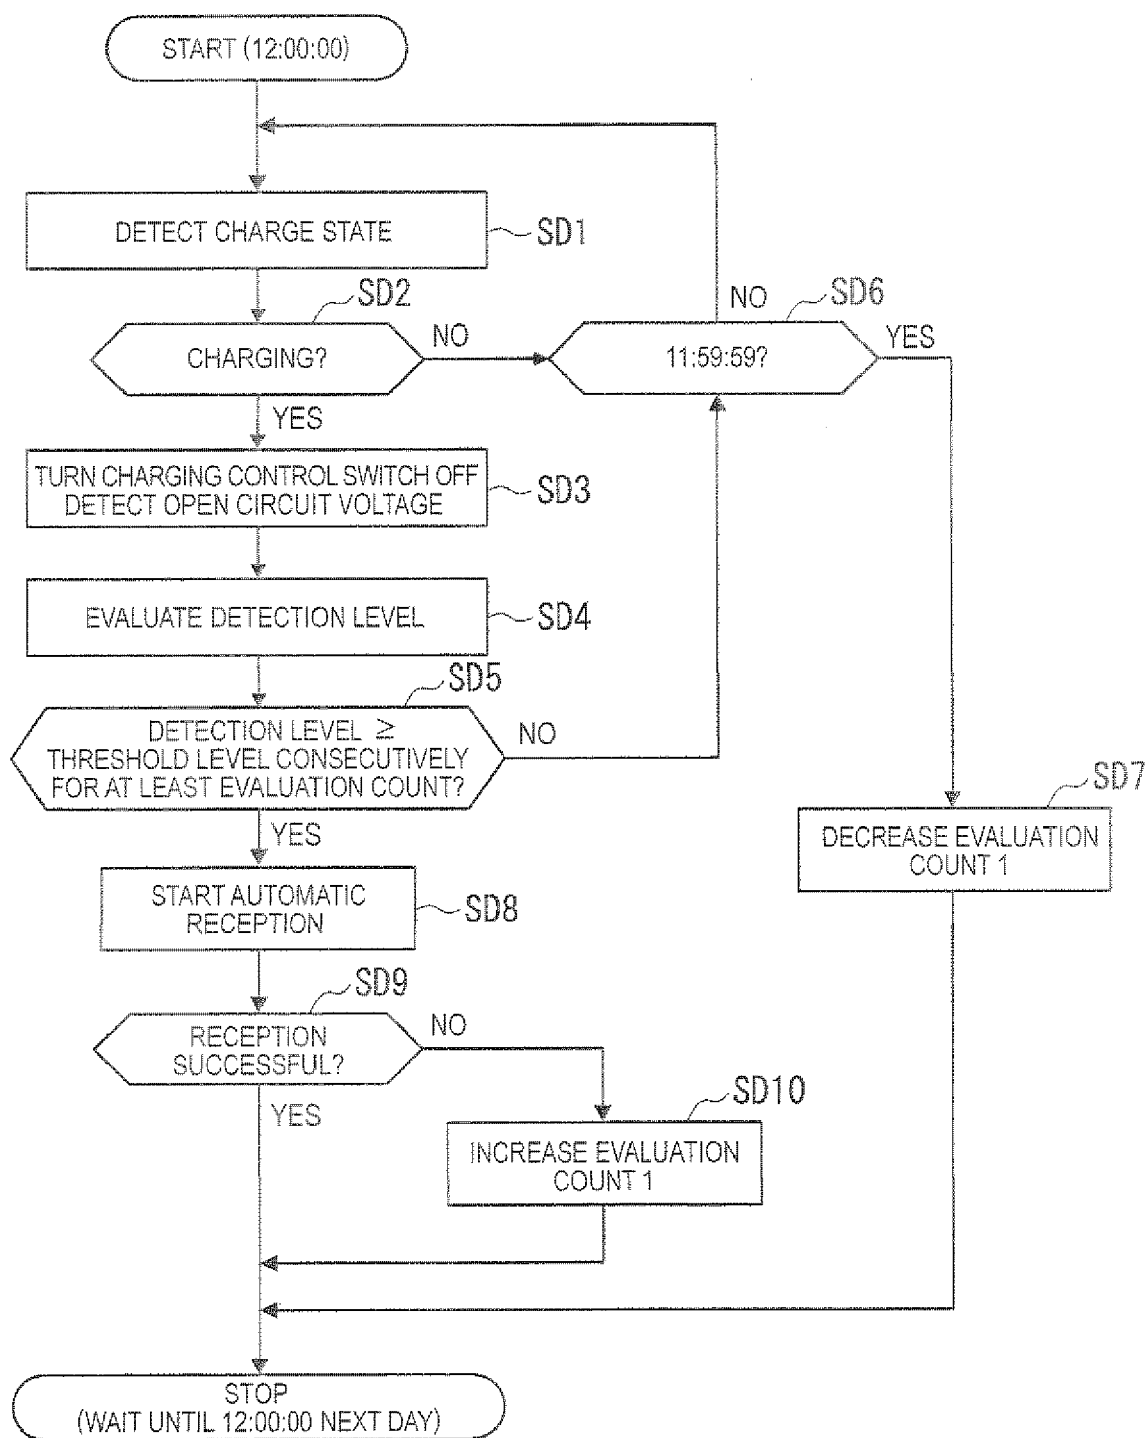 START (12:00:00)
DETECT CHARGE STATE
SD1
SD2
CHARGING?
NO
YES
NO
SD6
11:59:59?
YES
TURN CHARGING CONTROL SWITCH OFF
DETECT OPEN CIRCUIT VOLTAGE
SD3
EVALUATE DETECTION LEVEL
SD4
SD5
DETECTION LEVEL ≥
THRESHOLD LEVEL CONSECUTIVELY
FOR AT LEAST EVALUATION COUNT?
NO
YES
SD7
DECREASE EVALUATION
COUNT 1
START AUTOMATIC
RECEPTION
SD8
SD9
RECEPTION
SUCCESSFUL?
NO
YES
SD10
INCREASE EVALUATION
COUNT 1
STOP
(WAIT UNTIL 12:00:00 NEXT DAY)